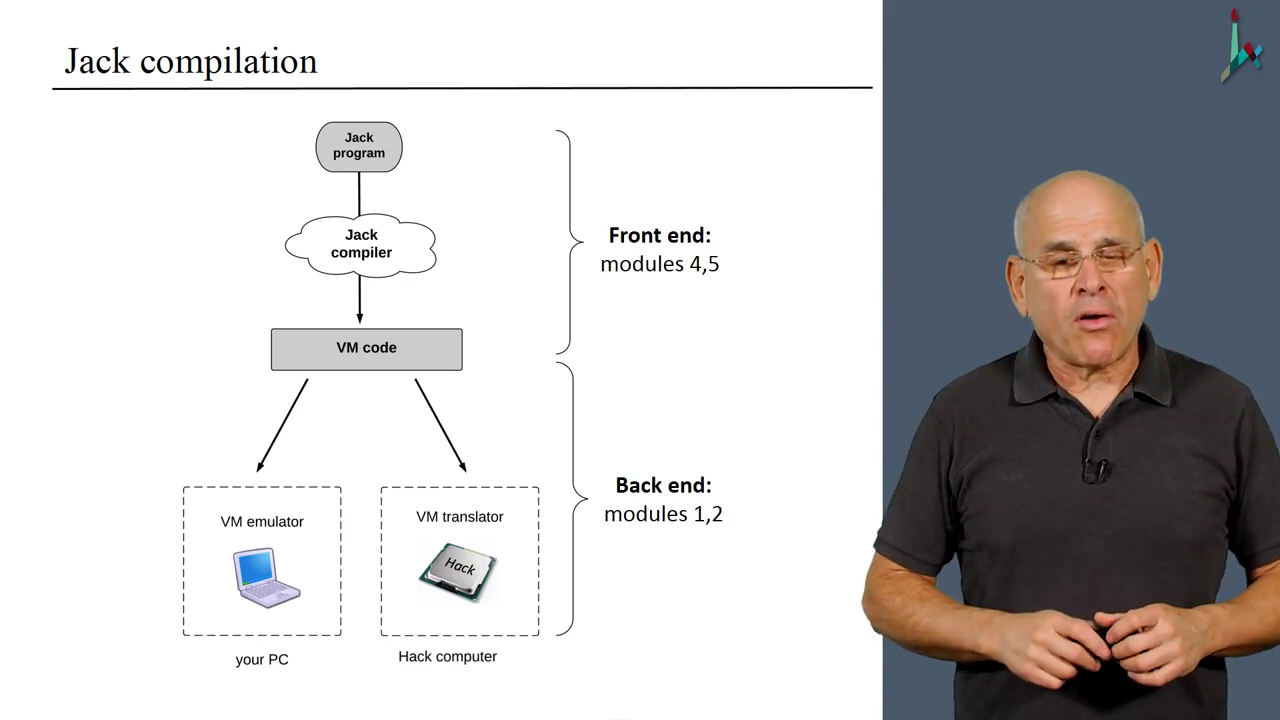 Jack compilation
Jack
program
Jack
compiler
Front end:
modules 4,5
VM code
Back end:
modules 1,2
VM emulator
VM translator
Hack
your PC
Hack computer